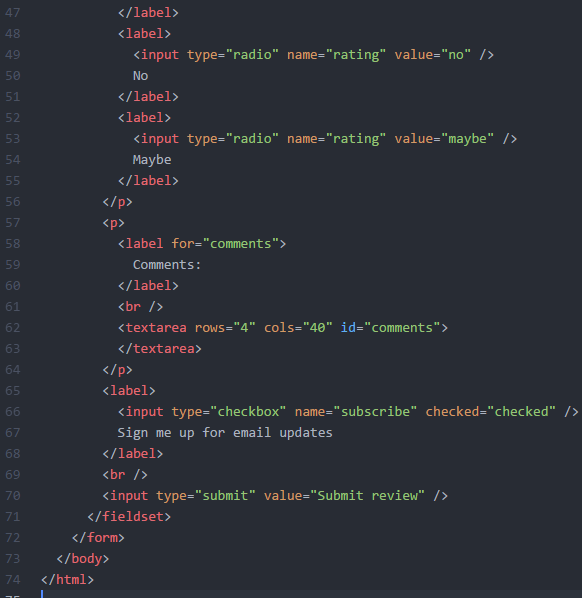 47 </label>
48 <label>
49 <input type="radio" name="rating" value="no" />
50 No
51 </label>
52 <label>
53 <input type="radio" name="rating" value="maybe" />
54 Maybe
55 </label>
56 </p>
57 <p>
58 <label for="comments">
59 Comments:
60 </label>
61 <br />
62 <textarea rows="4" cols="40" id="comments">
63 </textarea>
64 </p>
65 <label>
66 <input type="checkbox" name="subscribe" checked="checked" />
67 Sign me up for email updates
68 </label>
69 <br />
70 <input type="submit" value="Submit review" />
71 </fieldset>
72 </form>
73 </body>
74 </html>
75